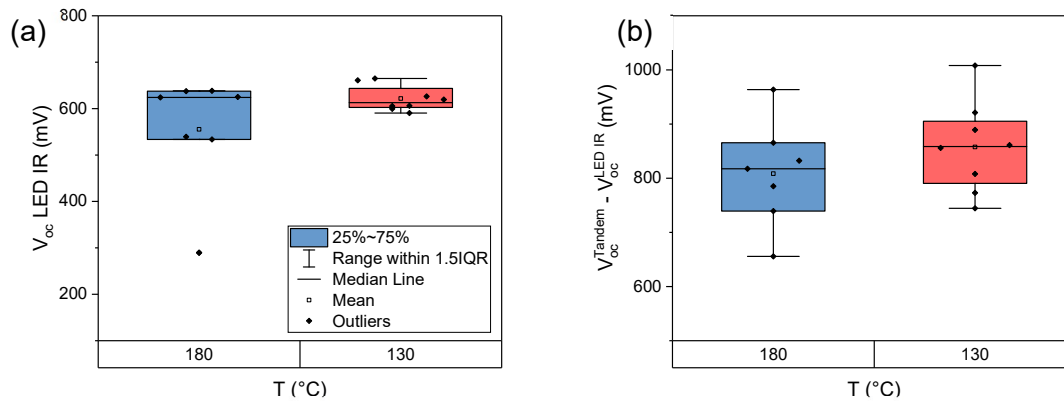 (a)
800
600
400
200
V_oc LED IR (mV)
25%~75%
Range within 1.5IQR
Median Line
Mean
Outliers
180
130
T (°C)
(b)
1000
800
600
V_oc^Tandem - V_oc^LED IR (mV)
180
130
T (°C)